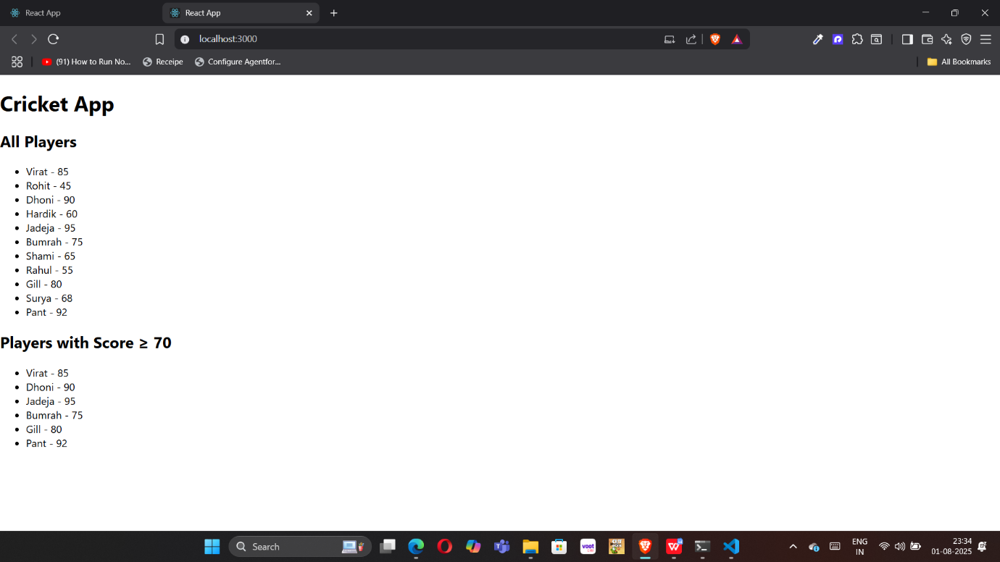 React App
React App
localhost:3000
(91) How to Run No...
Receipe
Configure Agentfor...
All Bookmarks
Cricket App
All Players
• Virat - 85
• Rohit - 45
• Dhoni - 90
• Hardik - 60
• Jadeja - 95
• Bumrah - 75
• Shami - 65
• Rahul - 55
• Gill - 80
• Surya - 68
• Pant - 92
Players with Score ≥ 70
• Virat - 85
• Dhoni - 90
• Jadeja - 95
• Bumrah - 75
• Gill - 80
• Pant - 92
Search
voot
ENG
IN
23:34
01-08-2025